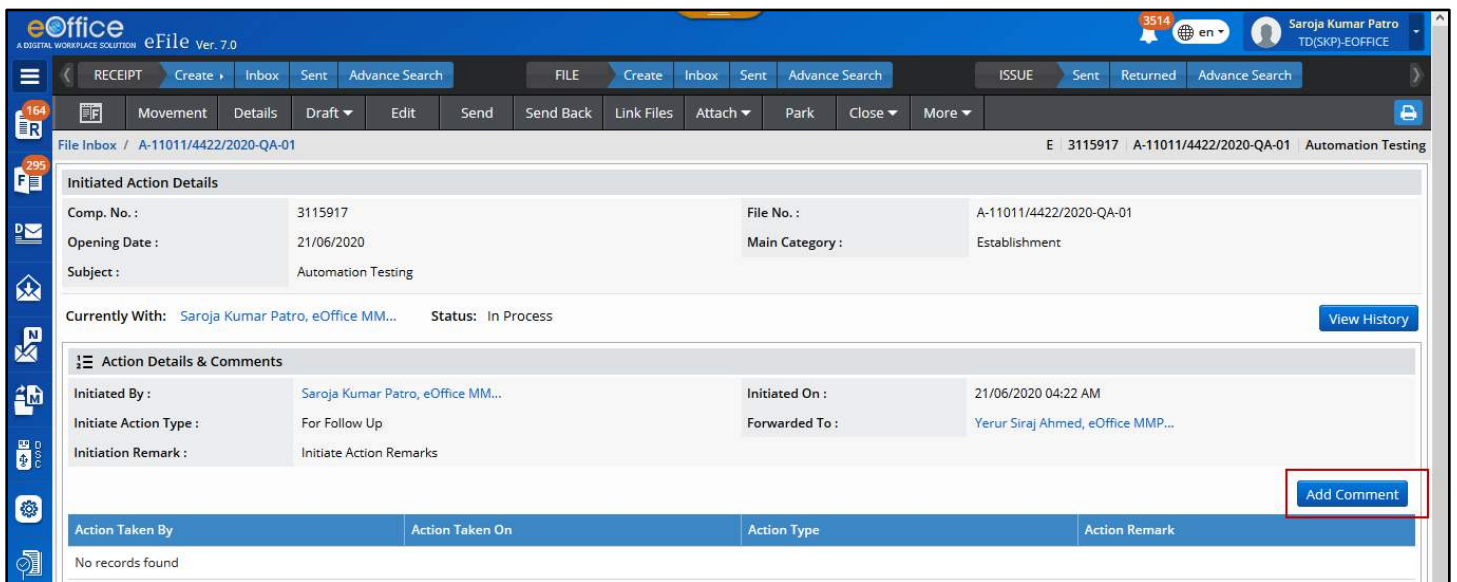 eOffice
A DIGITAL WORKPLACE SOLUTION eFile Ver. 7.0
3514 en
Saroja Kumar Patro
TD(SKP)-EOFFICE
RECEIPT Create Inbox Sent Advance Search FILE Create Inbox Sent Advance Search ISSUE Sent Returned Advance Search
164 R
F Movement Details Draft Edit Send Send Back Link Files Attach Park Close More
File Inbox / A-11011/4422/2020-QA-01 E 3115917 A-11011/4422/2020-QA-01 Automation Testing
295 F
Initiated Action Details
Comp. No. : 3115917 File No. : A-11011/4422/2020-QA-01
D
Opening Date : 21/06/2020 Main Category : Establishment
Subject : Automation Testing
Currently With: Saroja Kumar Patro, eOffice MM... Status: In Process View History
N
Action Details & Comments
Initiated By : Saroja Kumar Patro, eOffice MM... Initiated On : 21/06/2020 04:22 AM
M
Initiate Action Type : For Follow Up Forwarded To : Yerur Siraj Ahmed, eOffice MMP...
DSC
Initiation Remark : Initiate Action Remarks
Add Comment
Action Taken By Action Taken On Action Type Action Remark
No records found